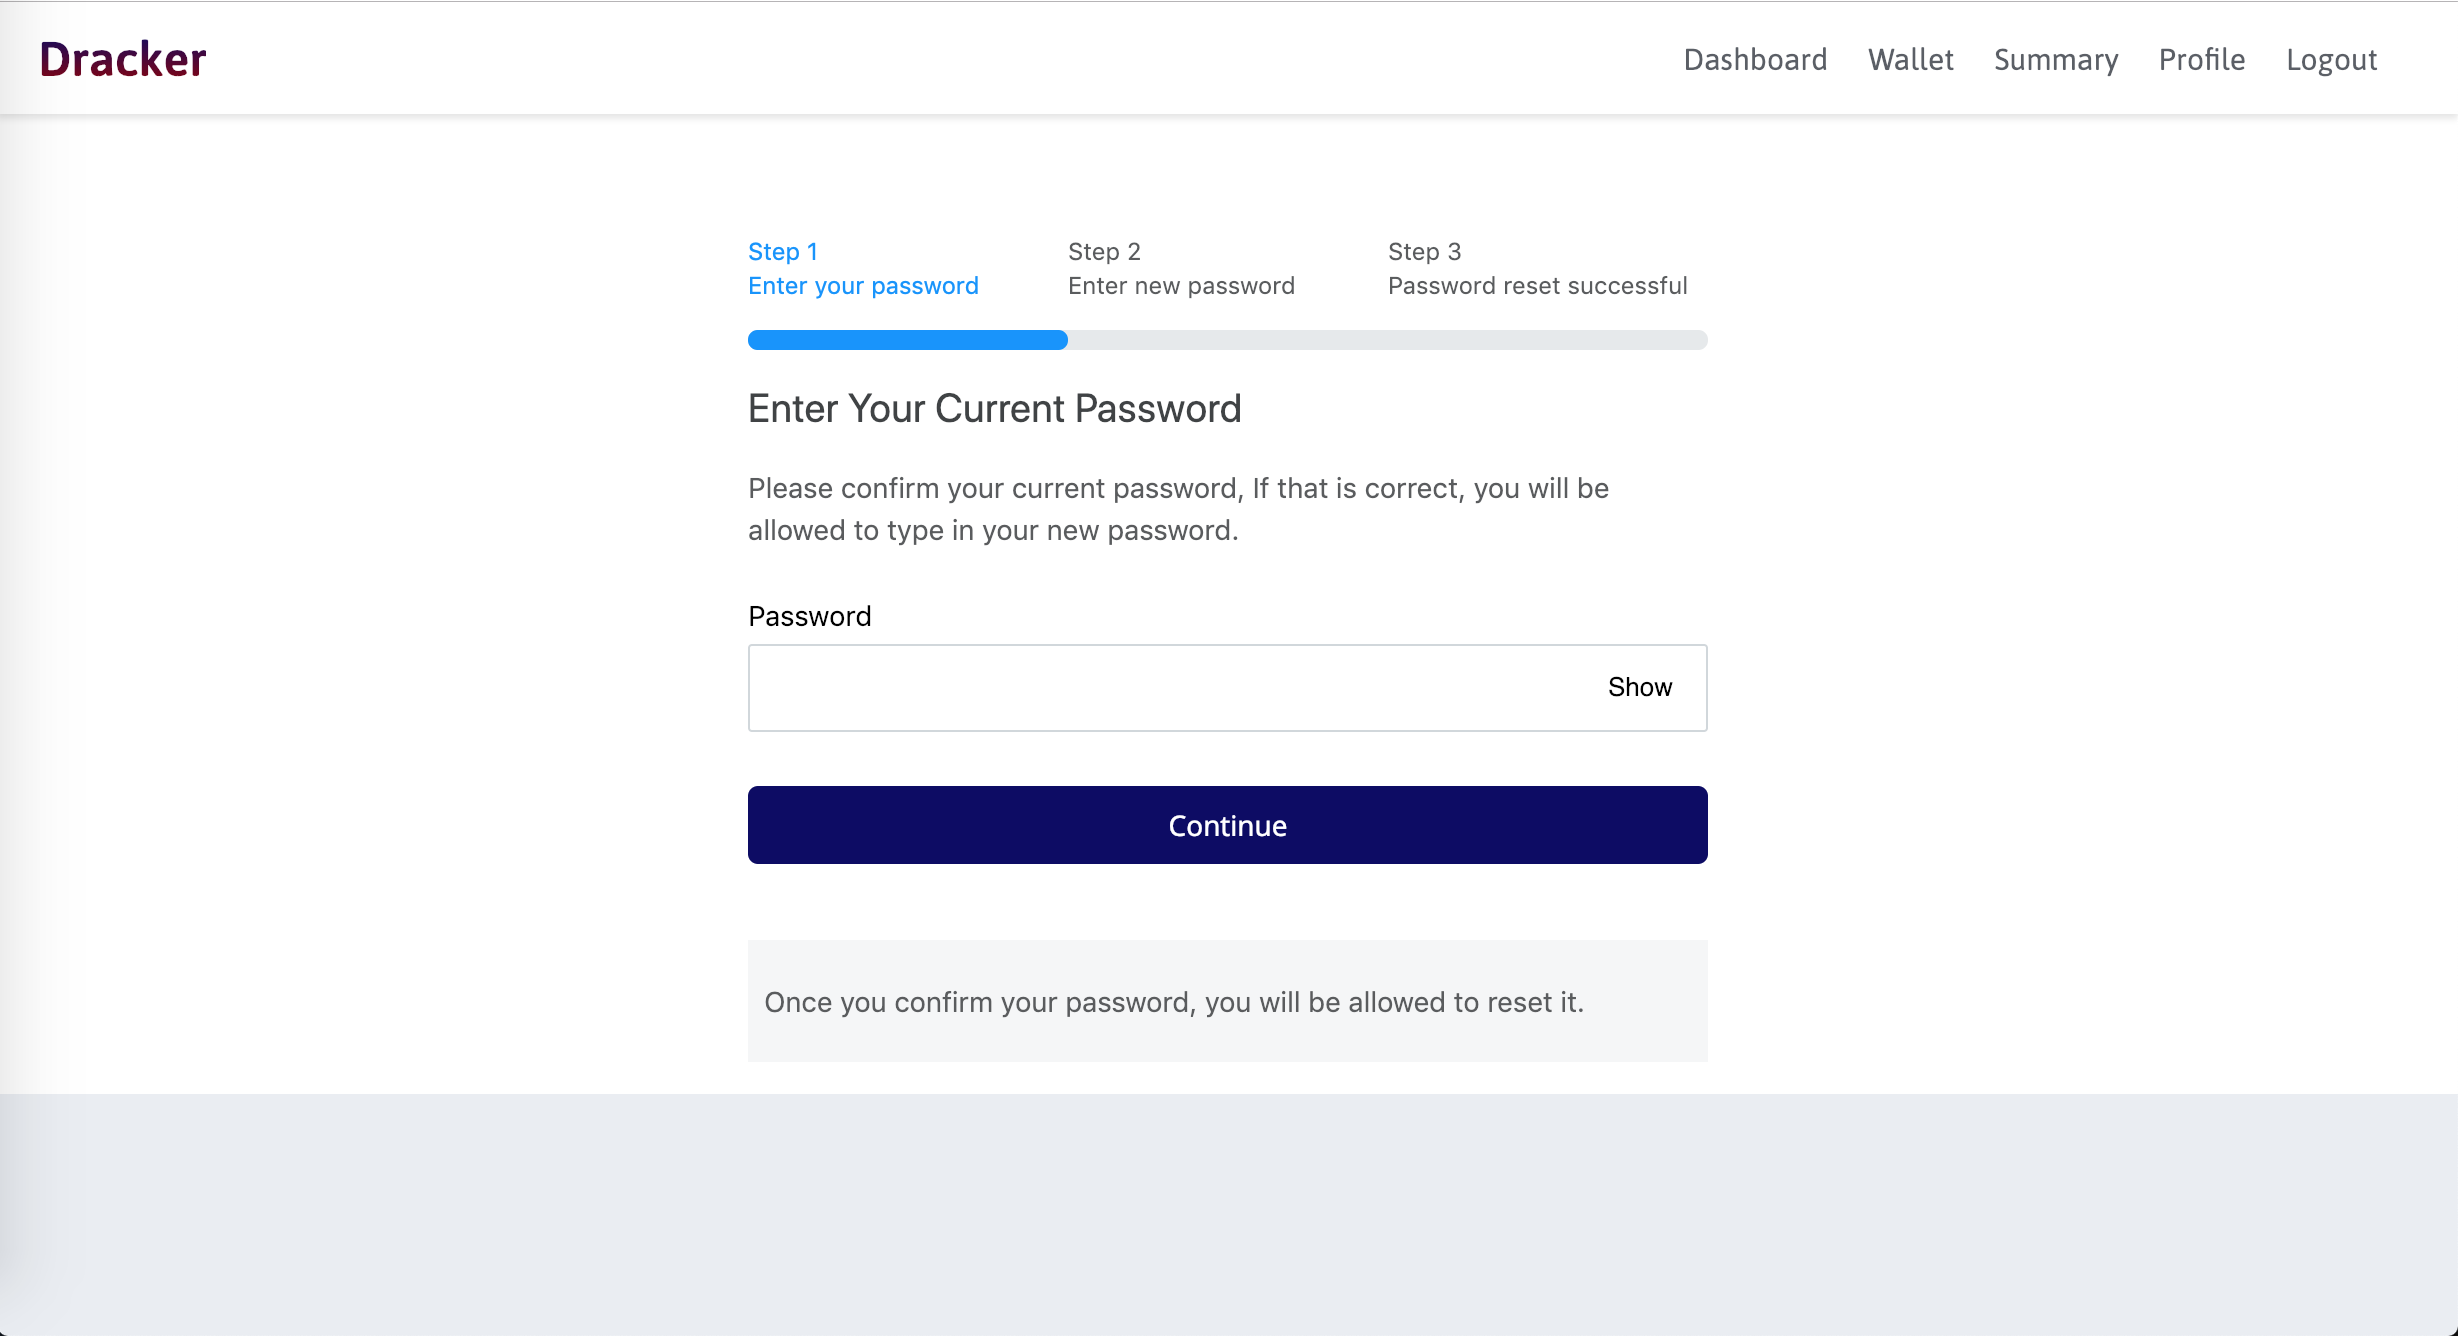 Dracker
Dashboard Wallet Summary Profile Logout
Step 1
Enter your password
Step 2
Enter new password
Step 3
Password reset successful
Enter Your Current Password
Please confirm your current password, If that is correct, you will be
allowed to type in your new password.
Password
Show
Continue
Once you confirm your password, you will be allowed to reset it.